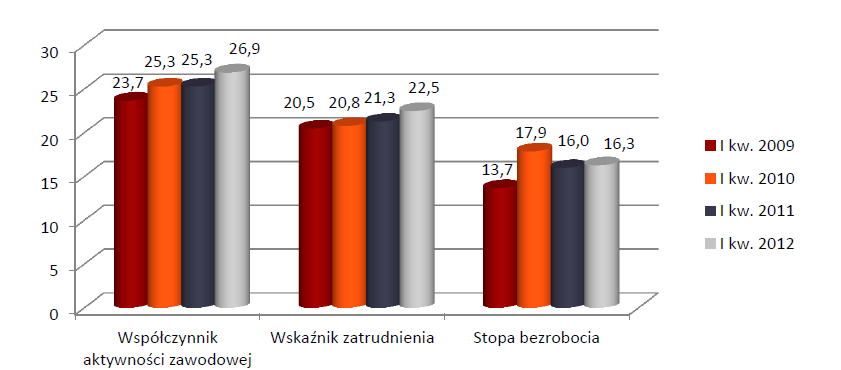 30
25
20
15
10
5
0
23,7
25,3
25,3
26,9
20,5
20,8
21,3
22,5
13,7
17,9
16,0
16,3
Współczynnik
aktywności zawodowej
Wskaźnik zatrudnienia
Stopa bezrobocia
I kw. 2009
I kw. 2010
I kw. 2011
I kw. 2012